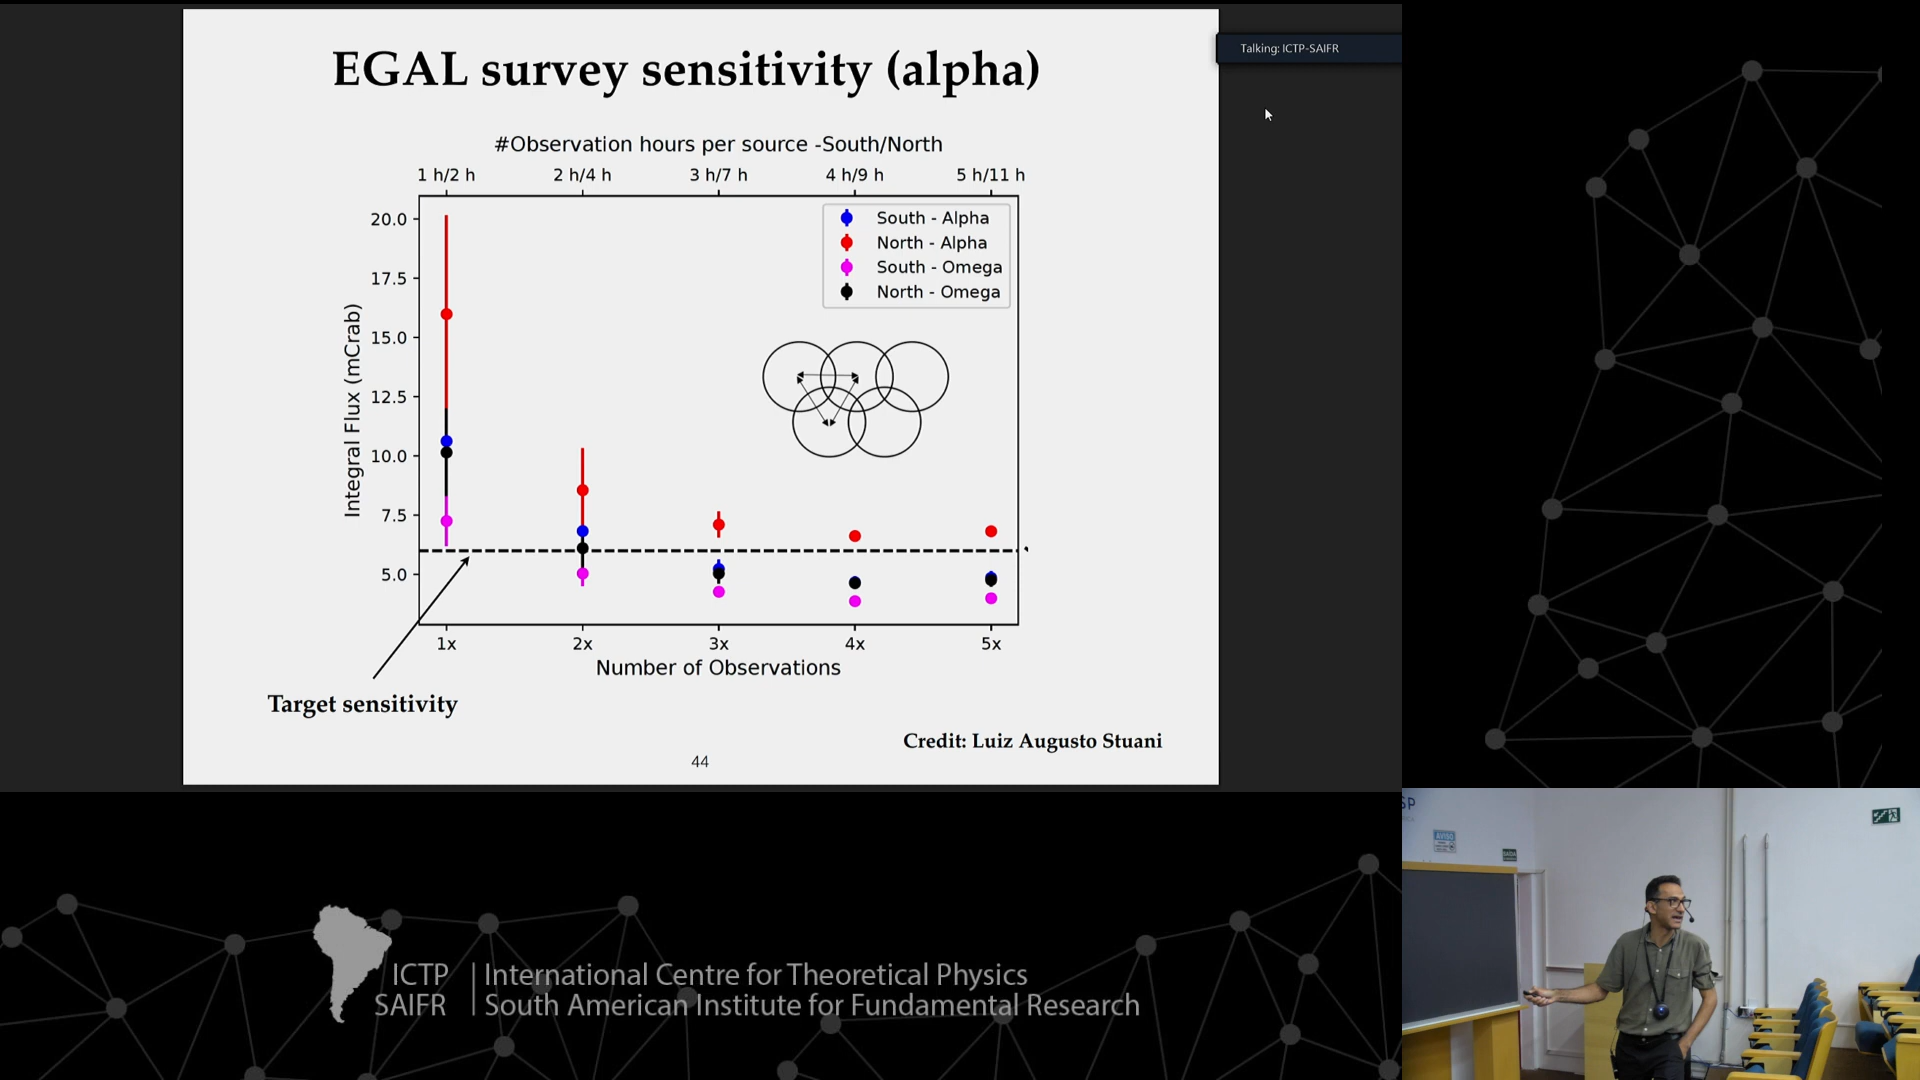 EGAL survey sensitivity (alpha)
Talking: ICTP-SAIFR
#Observation hours per source -South/North
1 h/2 h
2 h/4 h
3 h/7 h
4 h/9 h
5 h/11 h
South - Alpha
North - Alpha
South - Omega
North - Omega
Integral Flux (mCrab)
20.0
17.5
15.0
12.5
10.0
7.5
5.0
1x
2x
3x
4x
5x
Number of Observations
Target sensitivity
Credit: Luiz Augusto Stuani
44
AVISO
ICTP
SAIFR
International Centre for Theoretical Physics
South American Institute for Fundamental Research